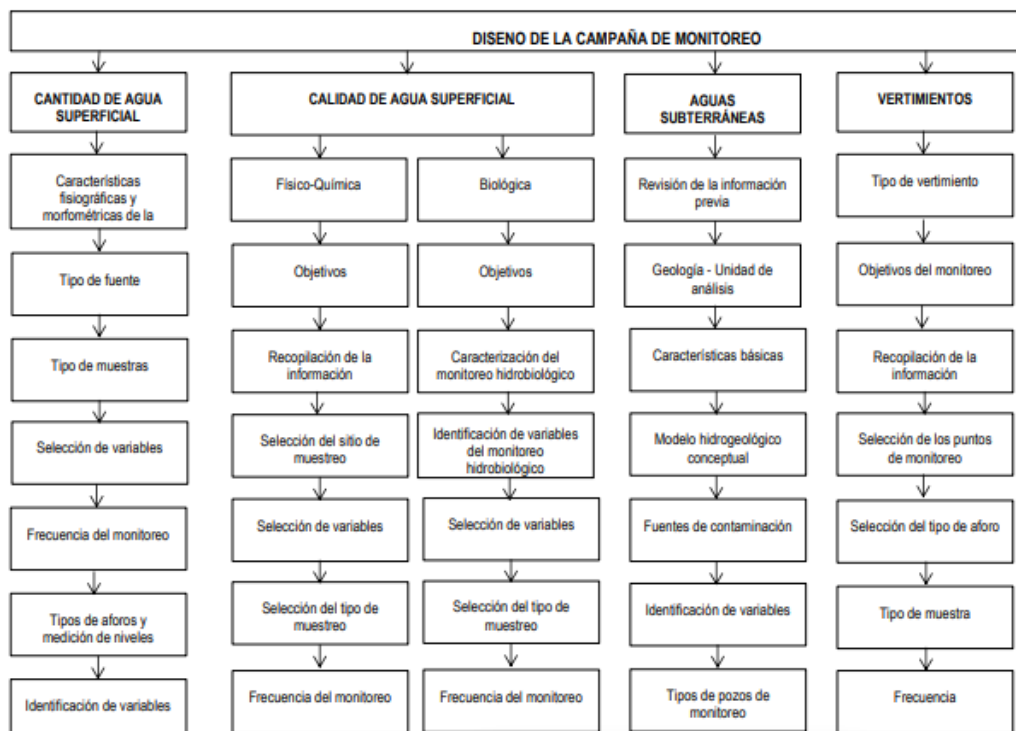 DISENO DE LA CAMPAÑA DE MONITOREO
CANTIDAD DE AGUA
SUPERFICIAL
Características
fisiográficas y
morfométricas de la
Tipo de fuente
Tipo de muestras
Selección de variables
Frecuencia del monitoreo
Tipos de aforos y
medición de niveles
Identificación de variables
CALIDAD DE AGUA SUPERFICIAL
Físico-Química
Objetivos
Recopilación de la
información
Selección del sitio de
muestreo
Selección de variables
Selección del tipo de
muestreo
Frecuencia del monitoreo
Biológica
Objetivos
Caracterización del
monitoreo hidrobiológico
Identificación de variables
del monitoreo
hidrobiológico
Selección de variables
Selección del tipo de
muestreo
Frecuencia del monitoreo
AGUAS
SUBTERRÁNEAS
Revisión de la información
previa
Geología - Unidad de
análisis
Características básicas
Modelo hidrogeológico
conceptual
Fuentes de contaminación
Identificación de variables
Tipos de pozos de
monitoreo
VERTIMIENTOS
Tipo de vertimiento
Objetivos del monitoreo
Recopilación de la
información
Selección de los puntos
de monitoreo
Selección del tipo de aforo
Tipo de muestra
Frecuencia